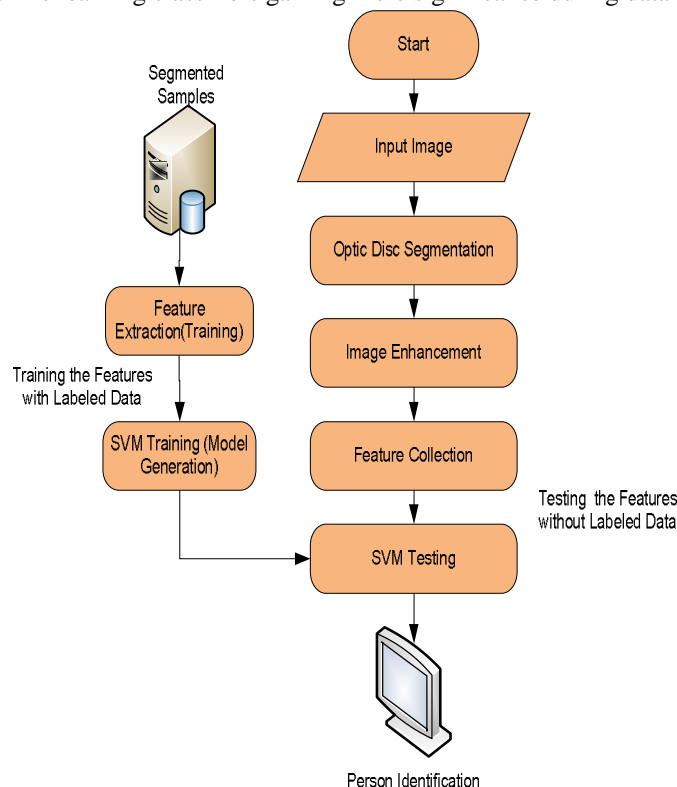 Start
Segmented
Samples
Input Image
Optic Disc Segmentation
Feature
Extraction(Training)
Image Enhancement
Training the Features
with Labeled Data
SVM Training (Model
Generation)
Feature Collection
Testing the Features
without Labeled Data
SVM Testing
Person Identification